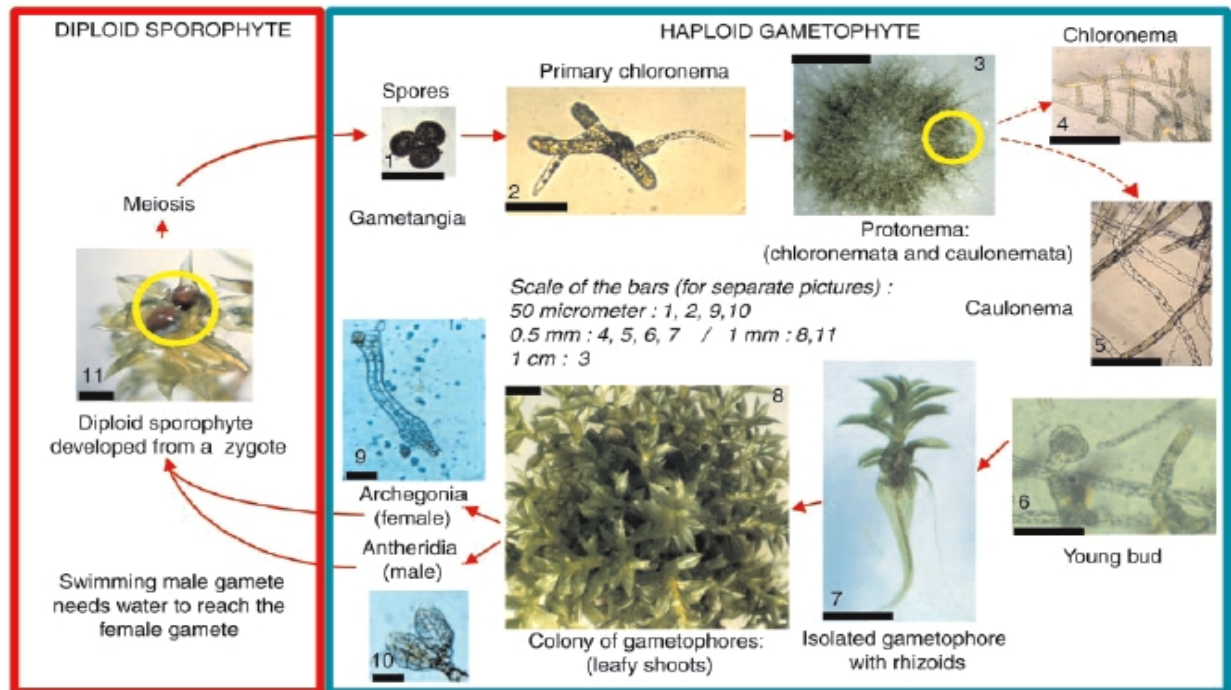 DIPLOID SPOROPHYTE
HAPLOID GAMETOPHYTE
Spores
1
Gametangia
Primary chloronema
2
3
Protonema:
(chloronemata and caulonemata)
Chloronema
4
Caulonema
5
Meiosis
11
Diploid sporophyte
developed from a zygote
Swimming male gamete
needs water to reach the
female gamete
Scale of the bars (for separate pictures) :
50 micrometer : 1, 2, 9,10
0.5 mm : 4, 5, 6, 7 / 1 mm : 8,11
1 cm : 3
9
Archegonia
(female)
Antheridia
(male)
10
8
Colony of gametophores:
(leafy shoots)
7
Isolated gametophore
with rhizoids
6
Young bud